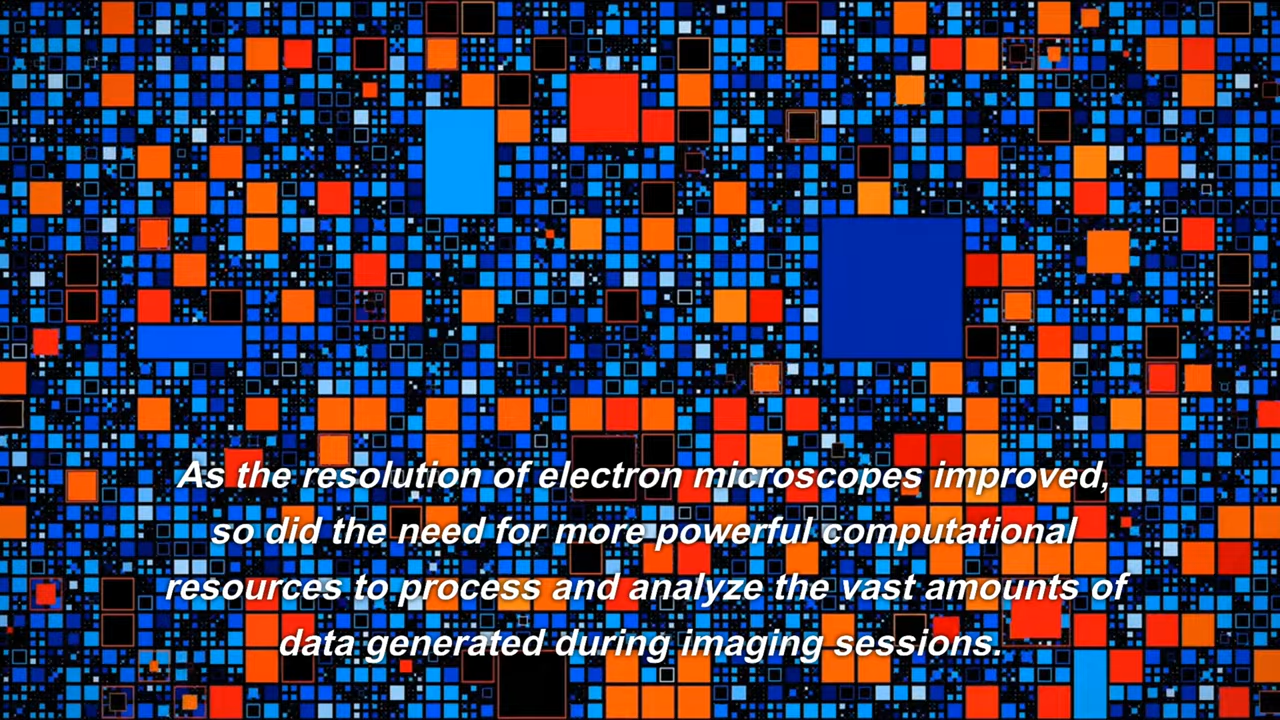 As the resolution of electron microscopes improved,
so did the need for more powerful computational
resources to process and analyze the vast amounts of
data generated during imaging sessions.